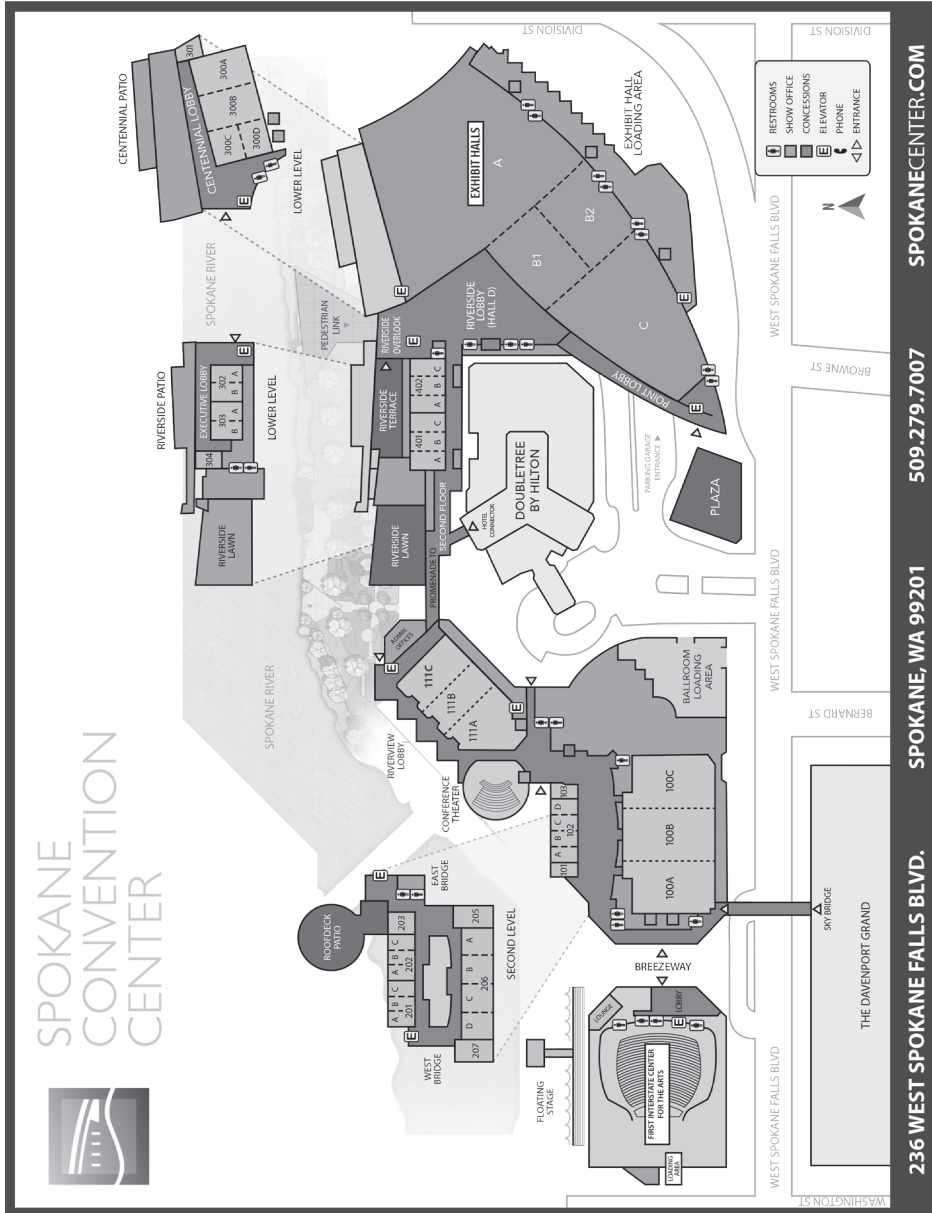 SPOKANE
CONVENTION
CENTER
DIVISION ST
DIVISION ST
CENTENNIAL PATIO
301
CENTENNIAL LOBBY
300A
300B
300C
300D
E
LOWER LEVEL
EXHIBIT HALLS
A
B1
B2
C
EXHIBIT HALL
LOADING AREA
RESTROOMS
SHOW OFFICE
CONCESSIONS
E
ELEVATOR
PHONE
ENTRANCE
N
SPOKANE RIVER
PEDESTRIAN
LINK
RIVERSIDE
OVERLOOK
E
E
RIVERSIDE
LOBBY
(HALL D)
E
E
POINT LOBBY
WEST SPOKANE FALLS BLVD
BROWNE ST
RIVERSIDE PATIO
EXECUTIVE LOBBY
E
304
303
B A
302
B A
LOWER LEVEL
RIVERSIDE
LAWN
RIVERSIDE
TERRACE
401
A B C
402
A B C
RIVERSIDE
LAWN
SECOND FLOOR
PROMENADE TO
HOTEL
CONNECTOR
DOUBLETREE
BY HILTON
PARKING GARAGE
ENTRANCE
PLAZA
WEST SPOKANE FALLS BLVD
SPOKANE RIVER
ADMIN.
OFFICES
E
111C
111B
111A
E
RIVERVIEW
LOBBY
CONFERENCE
THEATER
BALLROOM
LOADING
AREA
BERNARD ST
101
A B C D
102
103
100A
100B
100C
ROOFDECK
PATIO
E
EAST
BRIDGE
201
A B C
202
A B C
203
205
206
D C B A
207
E
WEST
BRIDGE
SECOND LEVEL
BREEZEWAY
SKY BRIDGE
THE DAVENPORT GRAND
FLOATING
STAGE
LOUNGE
LOBBY
E
FIRST INTERSTATE CENTER
FOR THE ARTS
LOADING
AREA
WEST SPOKANE FALLS BLVD
WASHINGTON ST
236 WEST SPOKANE FALLS BLVD. SPOKANE, WA 99201 509.279.7007 SPOKANECENTER.COM